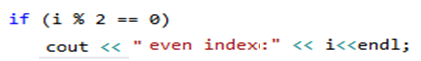 if (i % 2 == 0)
cout << " even index:" << i<<endl;